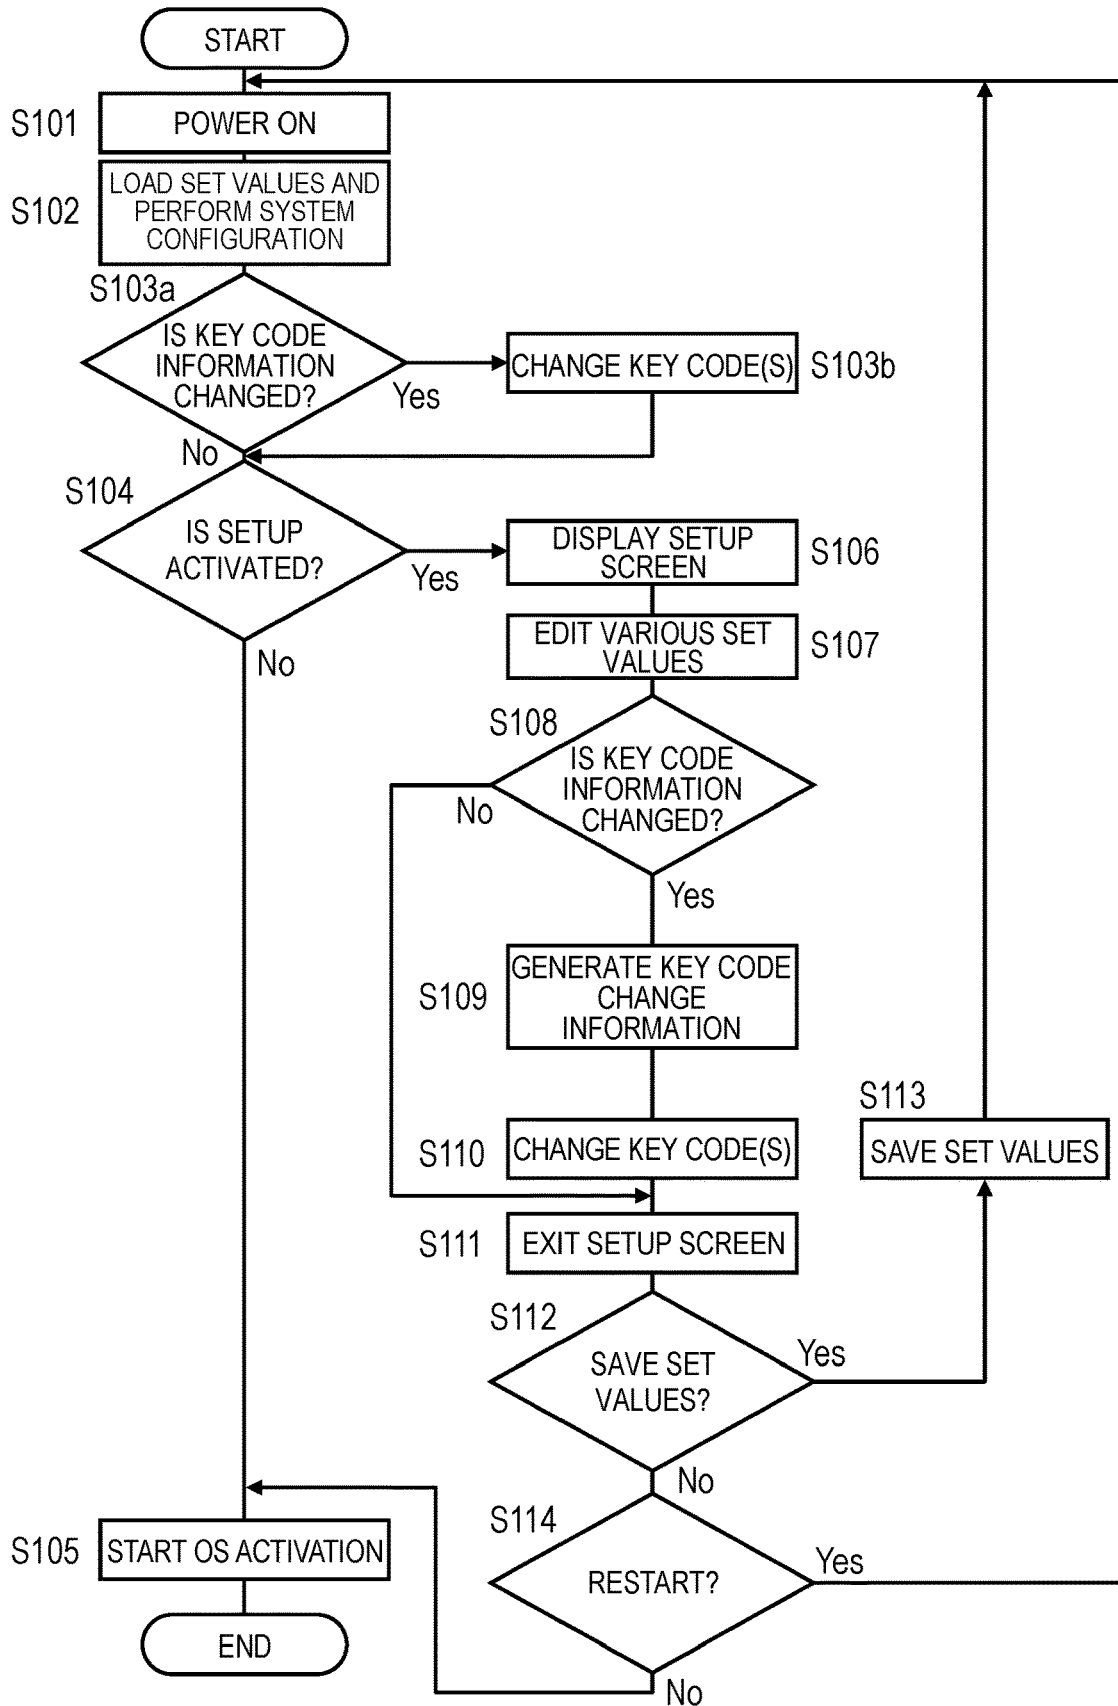 START
S101
POWER ON
S102
LOAD SET VALUES AND
PERFORM SYSTEM
CONFIGURATION
S103a
IS KEY CODE
INFORMATION
CHANGED?
Yes
CHANGE KEY CODE(S)
S103b
No
S104
IS SETUP
ACTIVATED?
Yes
DISPLAY SETUP
SCREEN
S106
No
EDIT VARIOUS SET
VALUES
S107
S108
IS KEY CODE
INFORMATION
CHANGED?
No
Yes
S109
GENERATE KEY CODE
CHANGE
INFORMATION
S110
CHANGE KEY CODE(S)
S113
SAVE SET VALUES
S111
EXIT SETUP SCREEN
S112
SAVE SET
VALUES?
Yes
No
S114
RESTART?
Yes
No
S105
START OS ACTIVATION
END